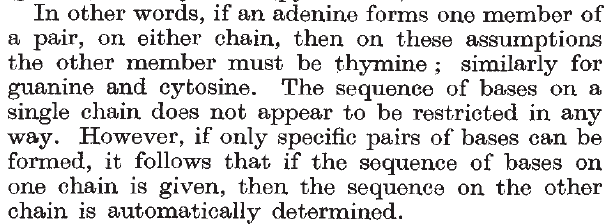 In other words, if an adenine forms one member of
a pair, on either chain, then on these assumptions
the other member must be thymine ; similarly for
guanine and cytosine. The sequence of bases on a
single chain does not appear to be restricted in any
way. However, if only specific pairs of bases can be
formed, it follows that if the sequence of bases on
one chain is given, then the sequence on the other
chain is automatically determined.